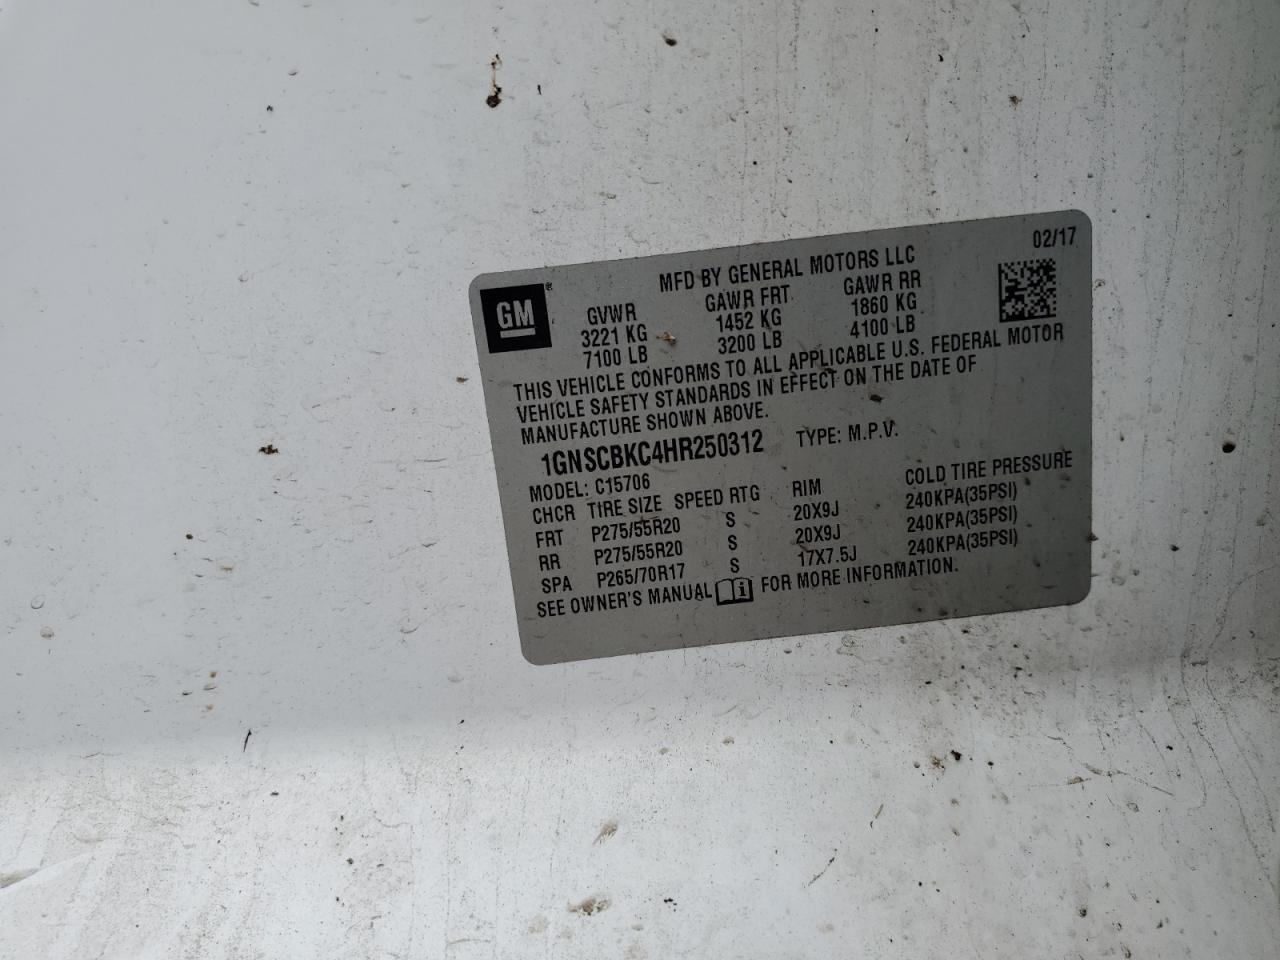 MFD BY GENERAL MOTORS LLC 02/17
GM®
GVWR GAWR FRT GAWR RR
3221 KG 1452 KG 1860 KG
7100 LB 3200 LB 4100 LB
THIS VEHICLE CONFORMS TO ALL APPLICABLE U.S. FEDERAL MOTOR
VEHICLE SAFETY STANDARDS IN EFFECT ON THE DATE OF
MANUFACTURE SHOWN ABOVE.
1GNSCBKC4HR250312 TYPE: M.P.V.
MODEL: C15706
CHCR TIRE SIZE SPEED RTG RIM COLD TIRE PRESSURE
FRT P275/55R20 S 20X9J 240KPA(35PSI)
RR P275/55R20 S 20X9J 240KPA(35PSI)
SPA P265/70R17 S 17X7.5J 240KPA(35PSI)
SEE OWNER'S MANUAL i FOR MORE INFORMATION.